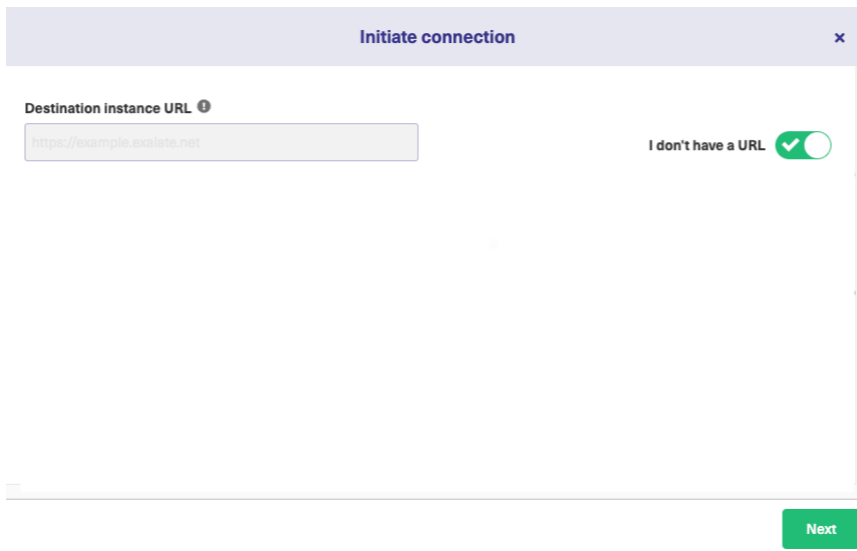 Initiate connection
Destination instance URL
https://example.exalate.net
I don't have a URL
Next